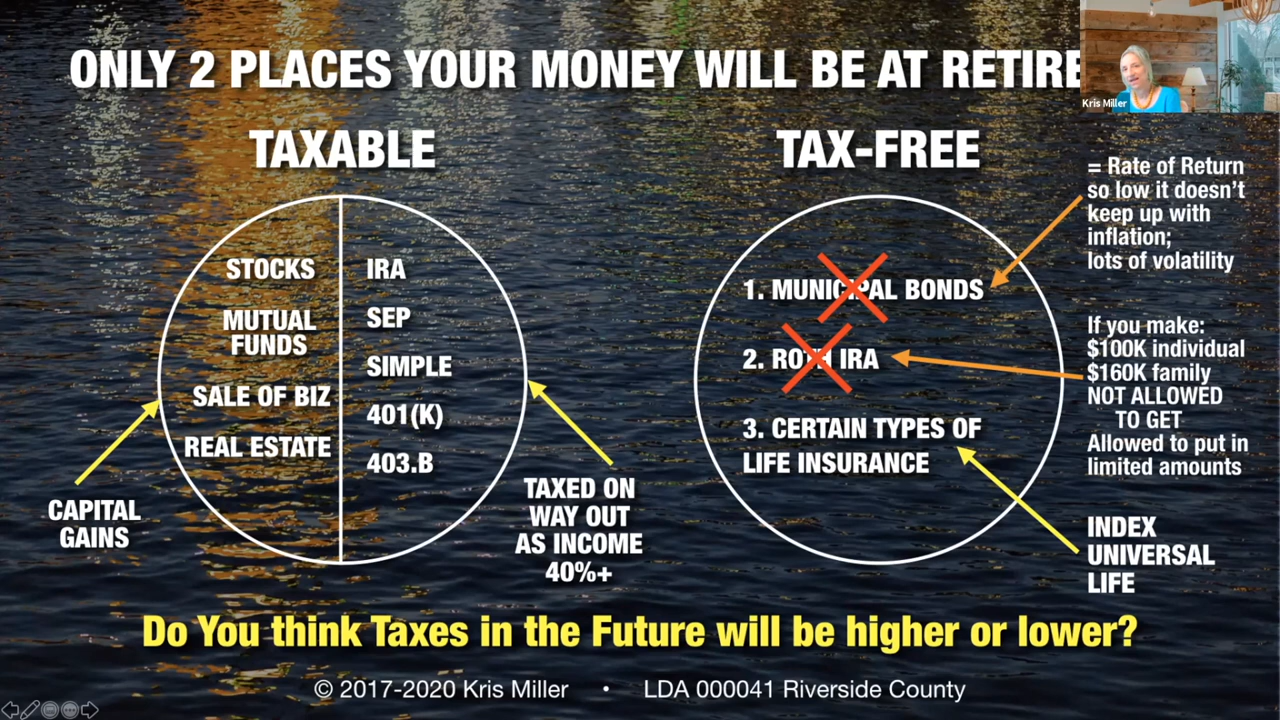 ONLY 2 PLACES YOUR MONEY WILL BE AT RETIRE
Kris Miller
TAXABLE
STOCKS
MUTUAL
FUNDS
SALE OF BIZ
REAL ESTATE
IRA
SEP
SIMPLE
401(K)
403.B
CAPITAL
GAINS
TAXED ON
WAY OUT
AS INCOME
40%+
TAX-FREE
1. MUNICIPAL BONDS
2. ROTH IRA
3. CERTAIN TYPES OF
LIFE INSURANCE
= Rate of Return
so low it doesn't
keep up with
inflation;
lots of volatility
If you make:
$100K individual
$160K family
NOT ALLOWED
TO GET
Allowed to put in
limited amounts
INDEX
UNIVERSAL
LIFE
Do You think Taxes in the Future will be higher or lower?
© 2017-2020 Kris Miller • LDA 000041 Riverside County